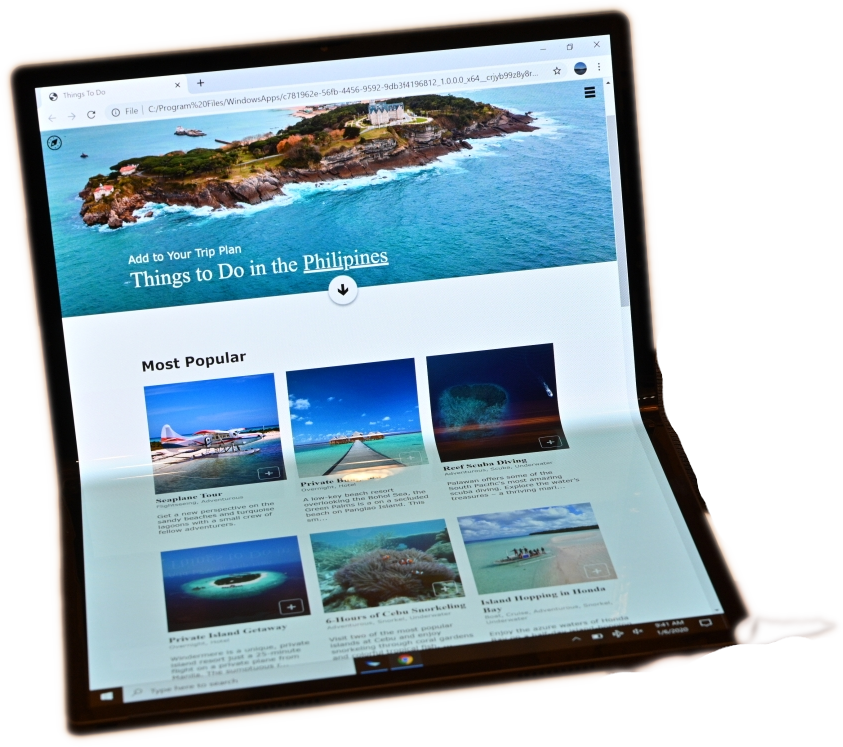 Things To Do
File | C:/Program%20Files/WindowsApps/c781962e-56fb-4456-9592-9db3f4196812_1.0.0.0_x64__crjyb99z8y8r...
Add to Your Trip Plan
Things to Do in the Philipines
Most Popular
Seaplane Tour
Flightseeing, Adventurous
Get a new perspective on the
sandy beaches and turquoise
lagoons with a small crew of
fellow adventurers.
Private
Overnight, Hotel
A low-key beach resort
overlooking the Bohol Sea, the
Green Palms is a on a secluded
beach on Panglao Island. This
sm...
Reef Scuba Diving
Adventurous, Scuba, Underwater
Palawan offers some of the
South Pacific's most amazing
scuba diving. Explore the water's
treasures – a thriving mari...
Private Island Getaway
Overnight, Hotel
Windermere is a unique, private
island resort just a 25-minute
flight on a private plane from
Manila. The
6-Hours of Cebu Snorkeling
Adventurous, Snorkel, Underwater
Visit two of the most popular
islands at Cebu and enjoy
snorkeling through coral gardens
and colorful tropical fish.
Island Hopping in Honda
Bay
Boat, Cruise, Adventurous, Snorkel,
Underwater
Enjoy the azure waters of Honda
Type here to search
9:41 AM
1/6/2020